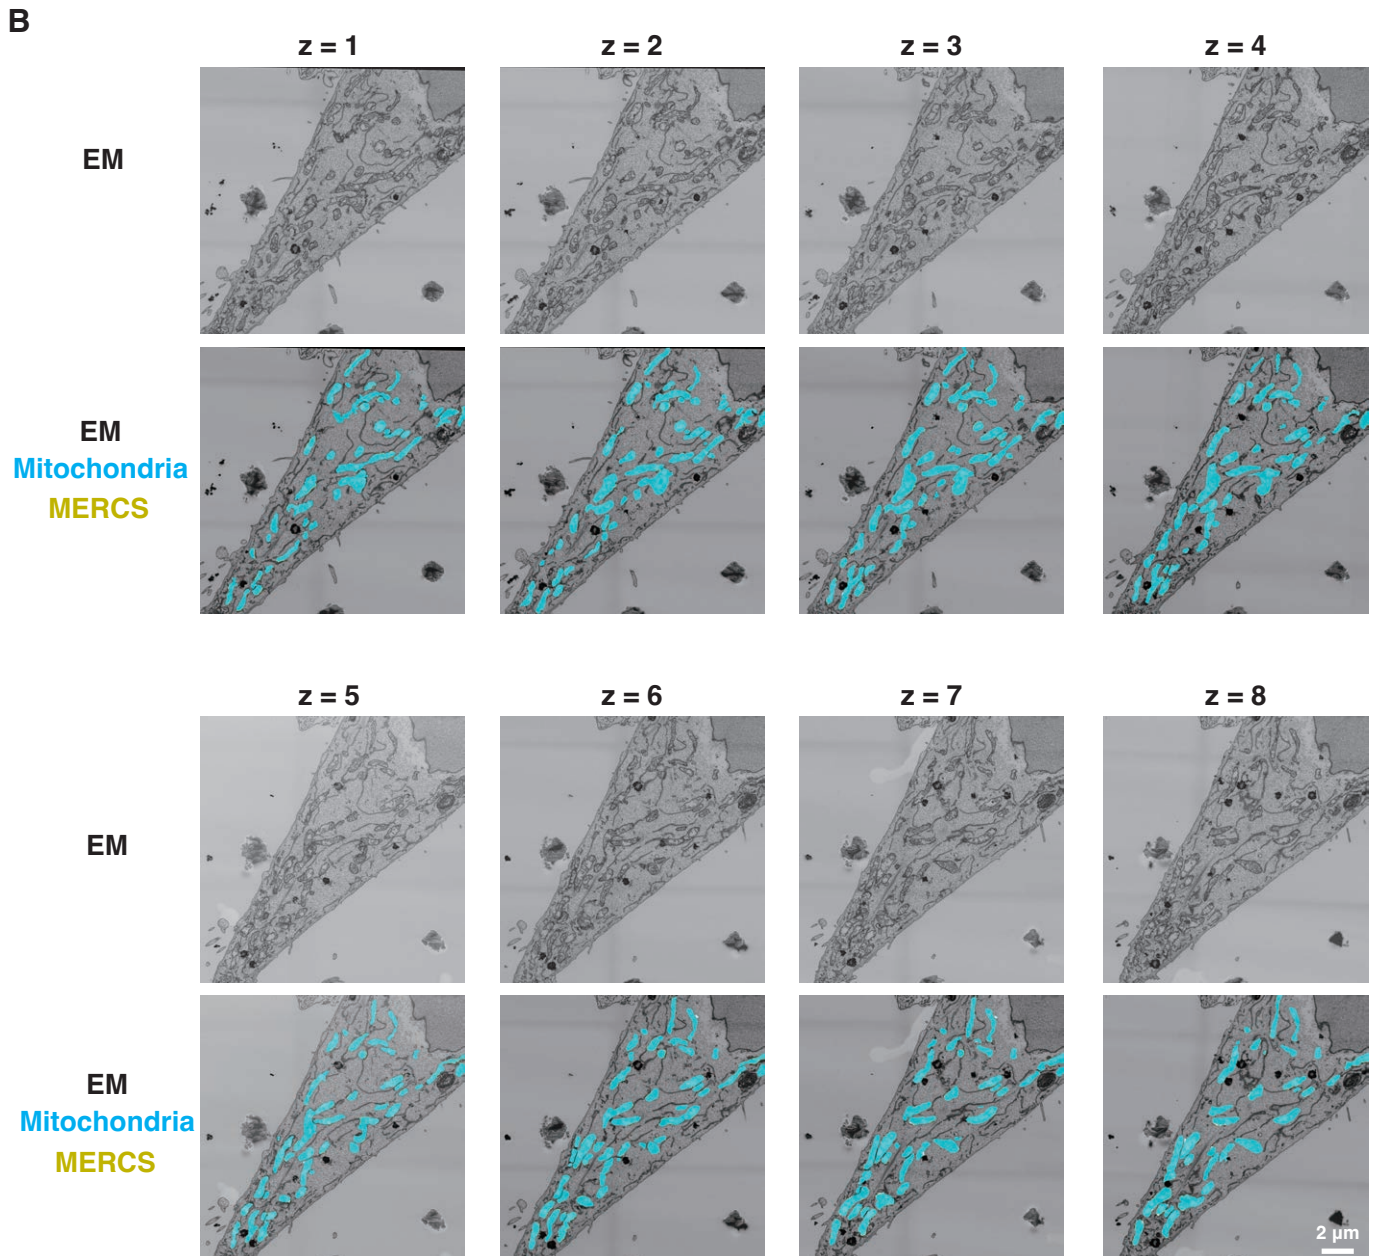 B
z = 1 z = 2 z = 3 z = 4
EM
EM
Mitochondria
MERCS
z = 5 z = 6 z = 7 z = 8
EM
EM
Mitochondria
MERCS
2 μm